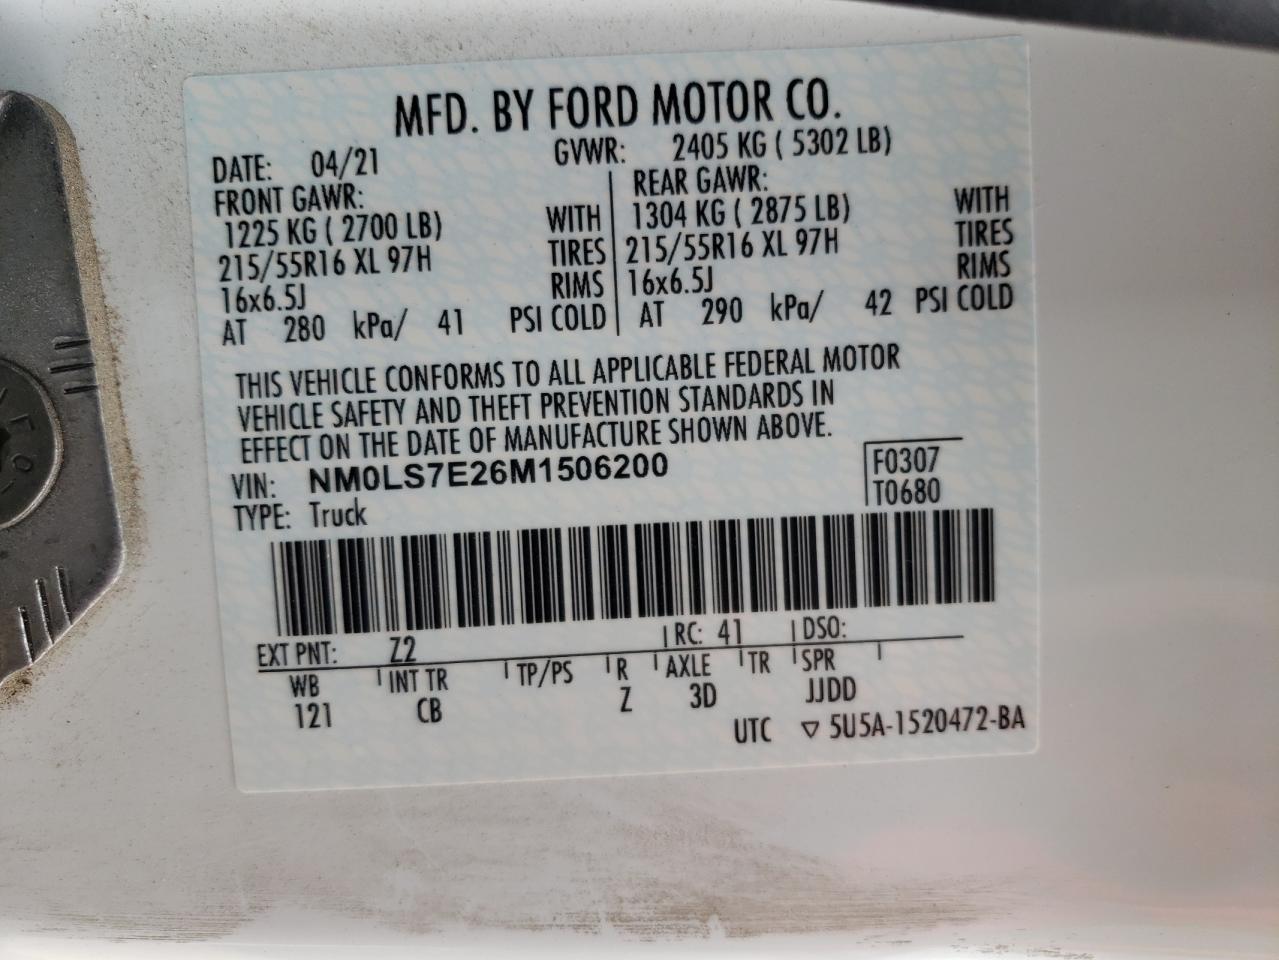 MFD. BY FORD MOTOR CO.
DATE: 04/21 GVWR: 2405 KG ( 5302 LB)
FRONT GAWR: REAR GAWR:
1225 KG ( 2700 LB) WITH 1304 KG ( 2875 LB) WITH
215/55R16 XL 97H TIRES 215/55R16 XL 97H TIRES
16x6.5J RIMS 16x6.5J RIMS
AT 280 kPa/ 41 PSI COLD AT 290 kPa/ 42 PSI COLD
THIS VEHICLE CONFORMS TO ALL APPLICABLE FEDERAL MOTOR
VEHICLE SAFETY AND THEFT PREVENTION STANDARDS IN
EFFECT ON THE DATE OF MANUFACTURE SHOWN ABOVE.
VIN: NM0LS7E26M1506200 F0307
TYPE: Truck T0680
EXT PNT: Z2 RC: 41 DSO:
WB INT TR TP/PS R AXLE TR SPR
121 CB Z 3D JJDD
UTC ▽ 5U5A-1520472-BA